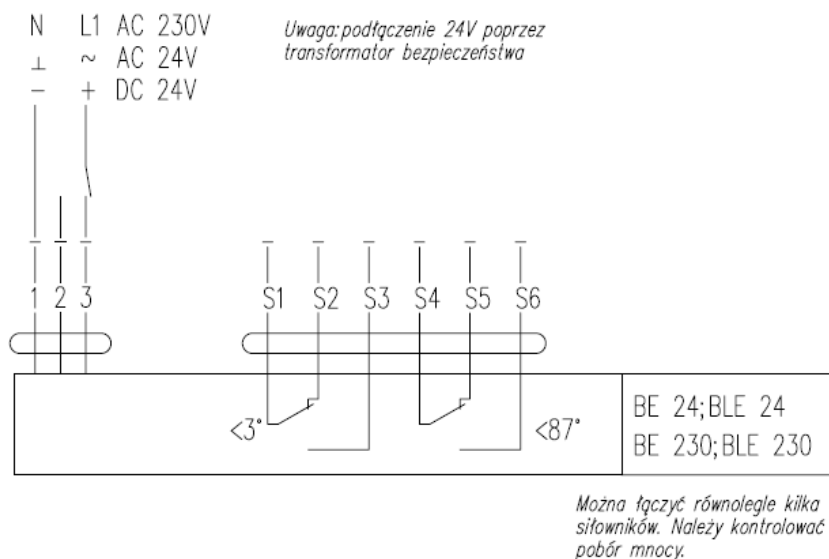 N L1 AC 230V
⊥ ~ AC 24V
− + DC 24V
Uwaga: podłączenie 24V poprzez
transformator bezpieczeństwa
1 2 3 S1 S2 S3 S4 S5 S6
<3° <87°
BE 24; BLE 24
BE 230; BLE 230
Można łączyć równolegle kilka
siłowników. Należy kontrolować
pobór mnocy.